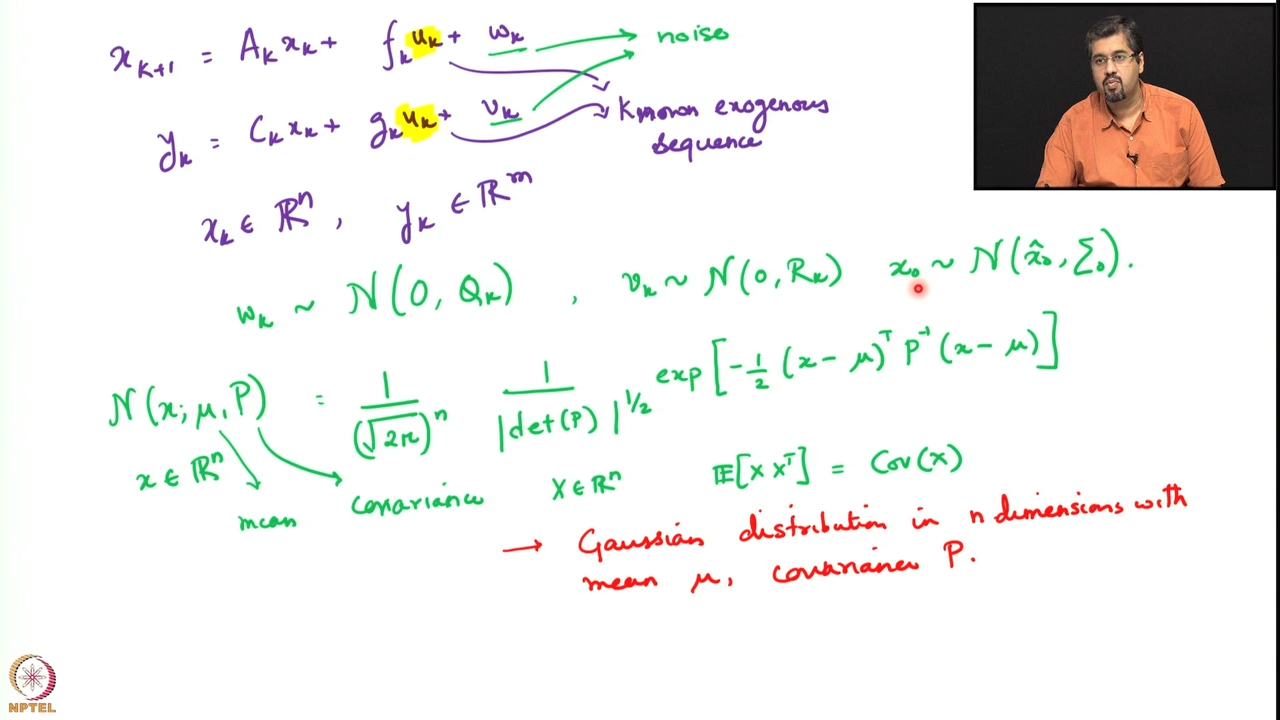 x_{k+1} = A_k x_k + f_k u_k + w_k → noise
y_k = C_k x_k + g_k u_k + v_k → Known exogenous
sequence
x_k ∈ ℝ^n , y_k ∈ ℝ^m
w_k ~ N(0, Q_k) , v_k ~ N(0, R_k) x_0 ~ N(x̂_0, Σ_0).
N(x; μ, P) = 1/(√2π)^n 1/|det(P)|^{1/2} exp[-1/2 (x-μ)^T P^{-1} (x-μ)]
x ∈ ℝ^n
mean covariance X ∈ ℝ^n 𝔼[X X^T] = Cov(X)
→ Gaussian distribution in n dimensions with
mean μ, covariance P.
NPTEL